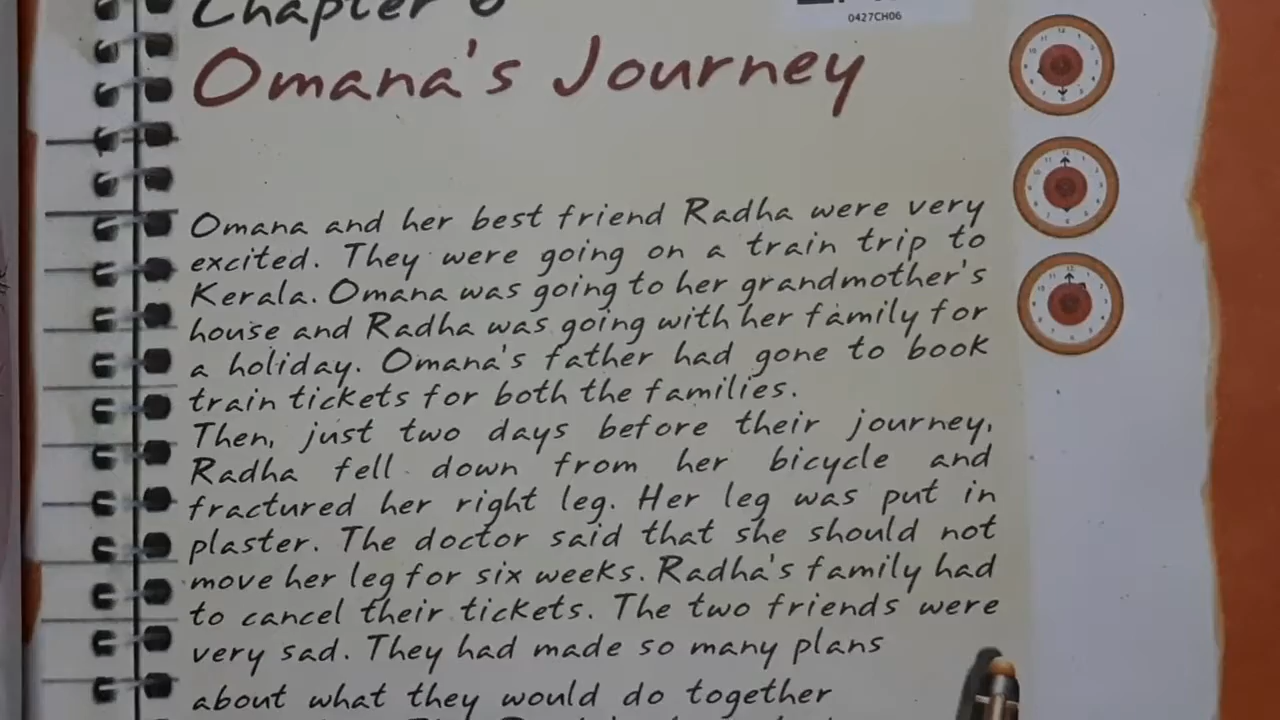 Chapter 6
0427CH06
Omana's Journey
Omana and her best friend Radha were very
excited. They were going on a train trip to
Kerala. Omana was going to her grandmother's
house and Radha was going with her family for
a holiday. Omana's father had gone to book
train tickets for both the families.
Then, just two days before their journey,
Radha fell down from her bicycle and
fractured her right leg. Her leg was put in
plaster. The doctor said that she should not
move her leg for six weeks. Radha's family had
to cancel their tickets. The two friends were
very sad. They had made so many plans
about what they would do together